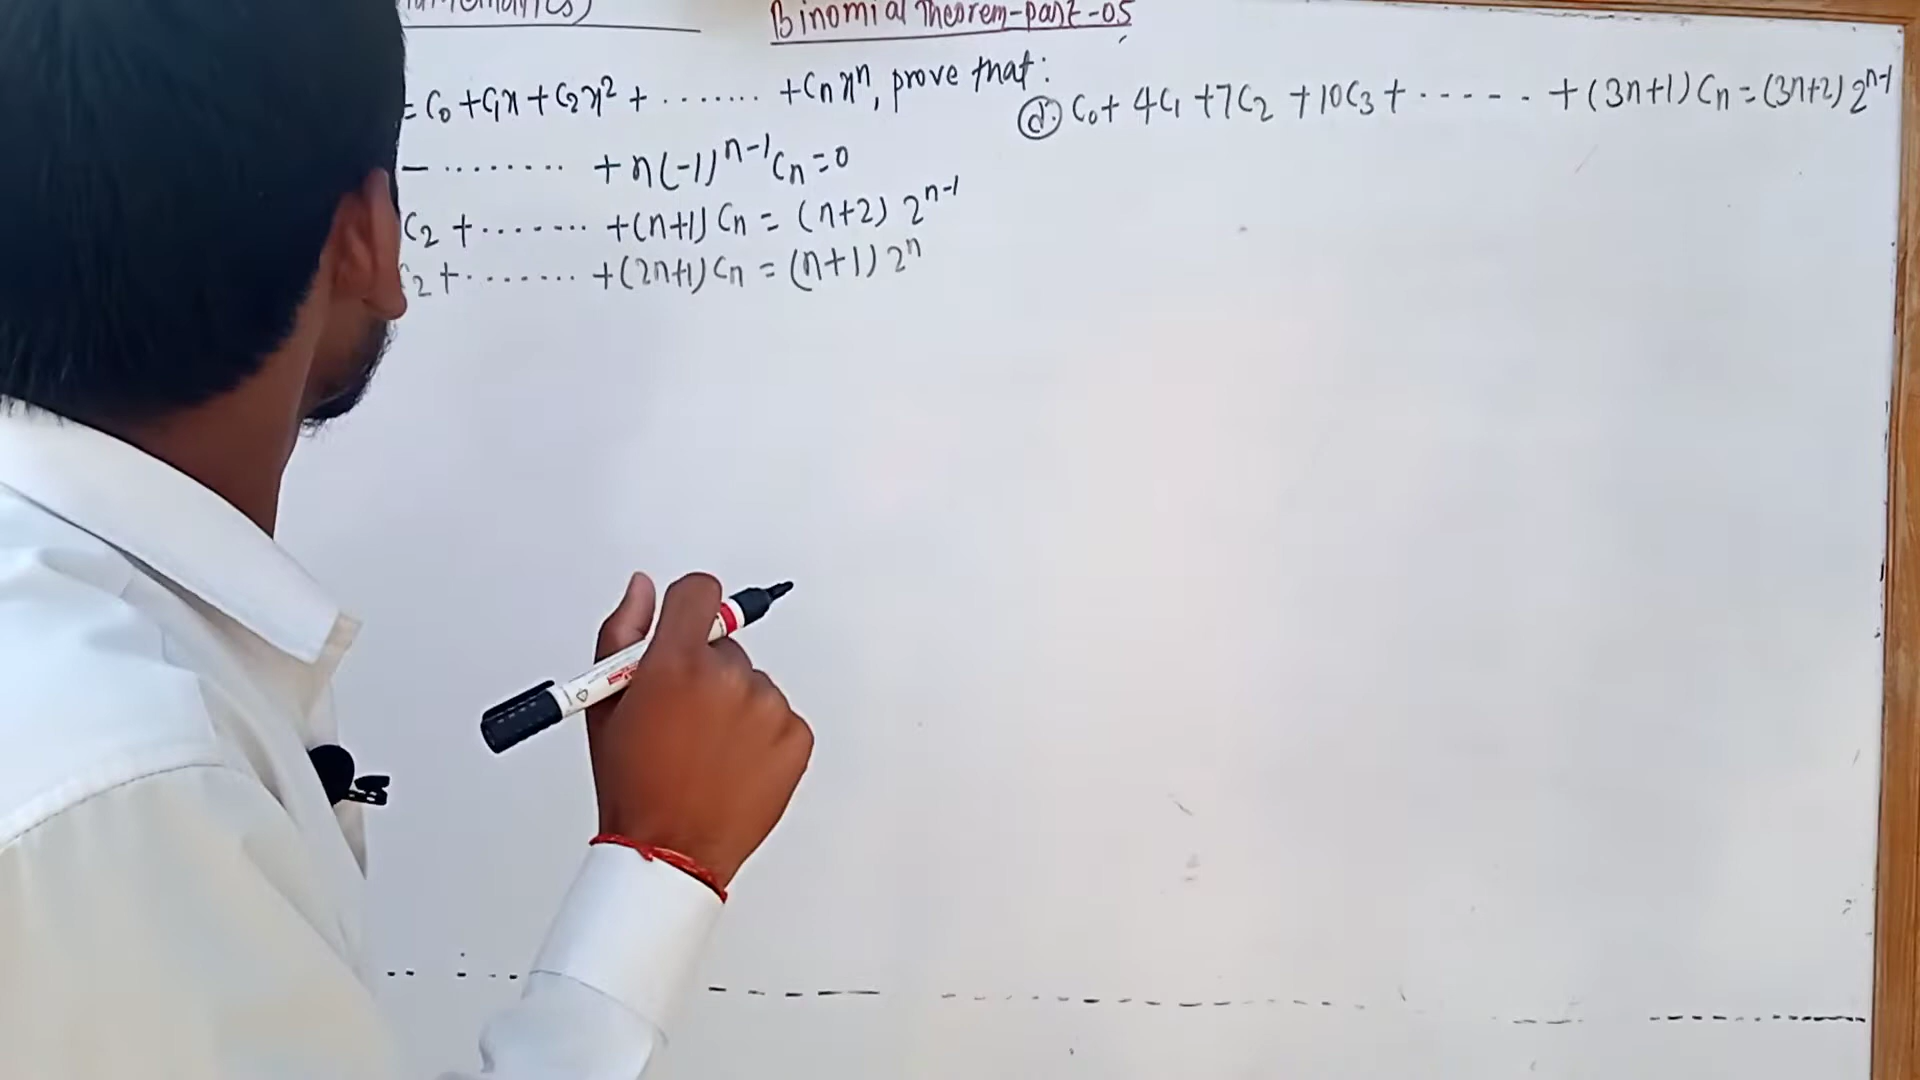 Binomial Theorem-part-05
= C₀ + C₁x + C₂x² + ........ + Cₙxⁿ, prove that:
- ......... + n(-1)ⁿ⁻¹Cₙ = 0
C₂ + ........ + (n+1) Cₙ = (n+2) 2ⁿ⁻¹
C₂ + ......... + (2n+1) Cₙ = (n+1) 2ⁿ
(d). C₀ + 4C₁ + 7C₂ + 10C₃ + ------ + (3n+1) Cₙ = (3n+2) 2ⁿ⁻¹